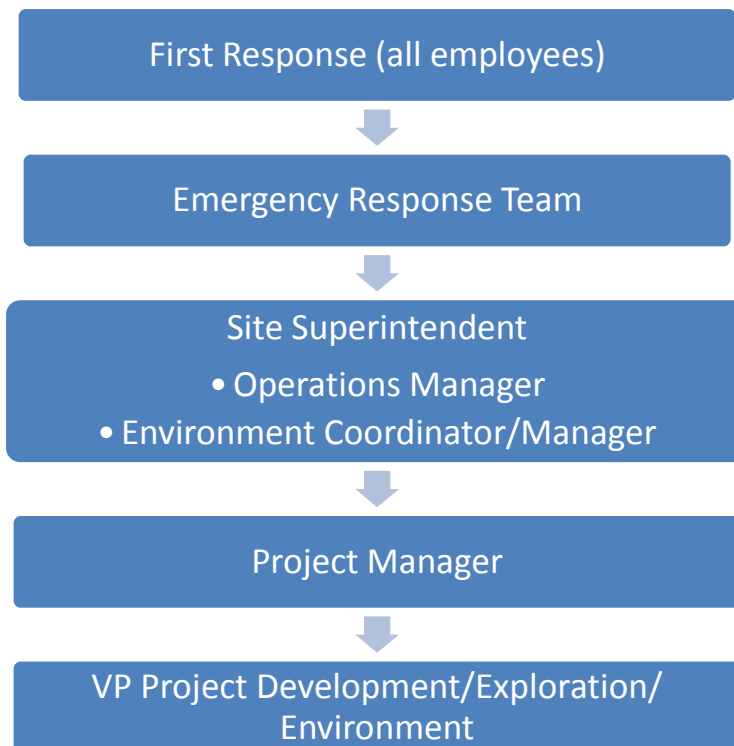 First Response (all employees)
Emergency Response Team
Site Superintendent
• Operations Manager
• Environment Coordinator/Manager
Project Manager
VP Project Development/Exploration/
Environment